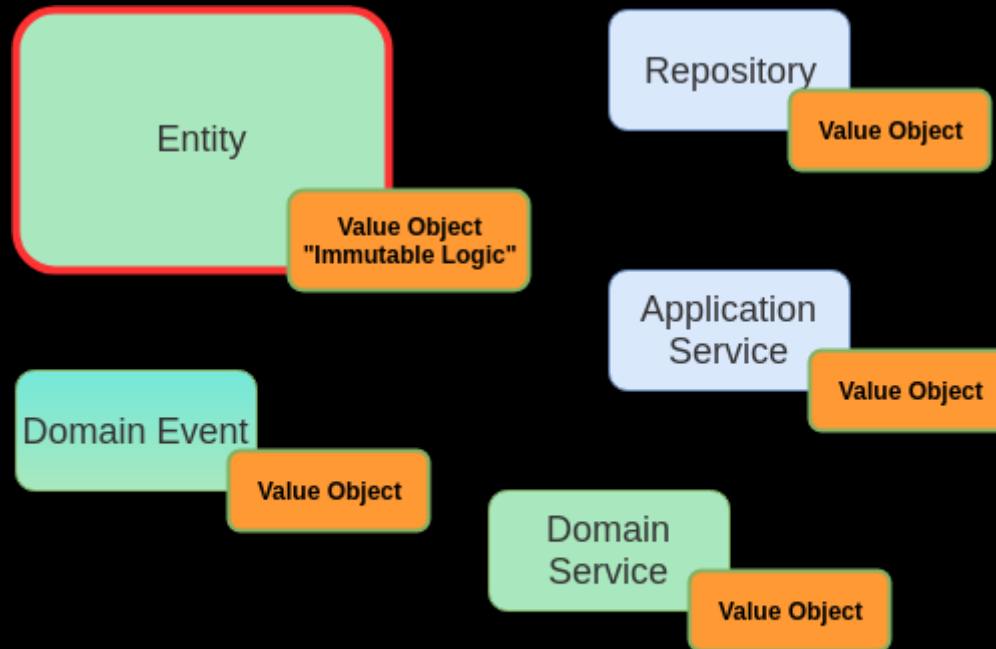 Entity
Value Object
"Immutable Logic"
Repository
Value Object
Application
Service
Value Object
Domain Event
Value Object
Domain
Service
Value Object